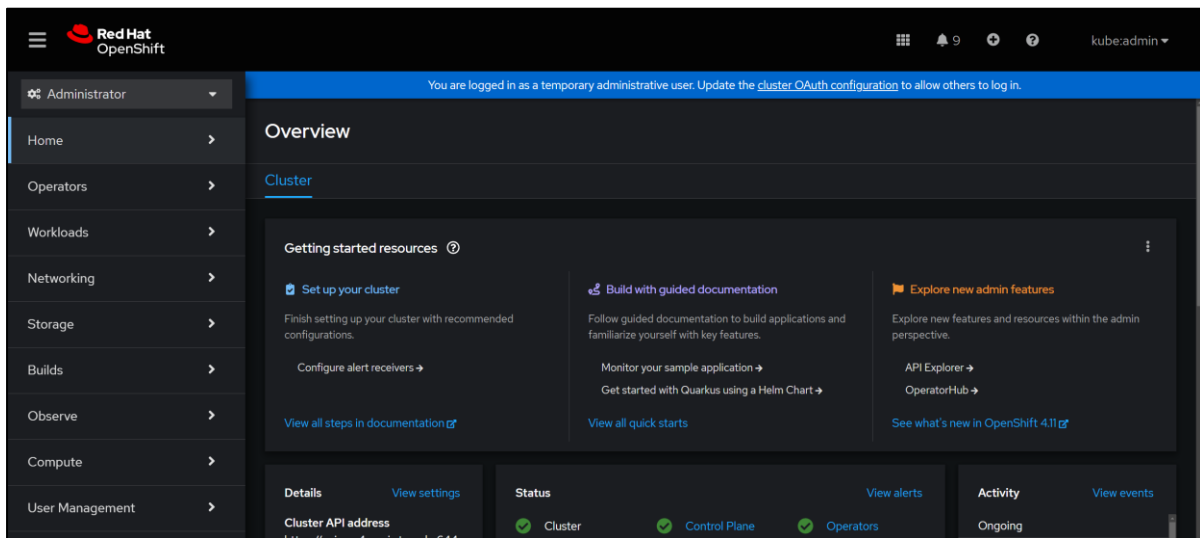 Red Hat
OpenShift
9
kube:admin
Administrator
You are logged in as a temporary administrative user. Update the cluster OAuth configuration to allow others to log in.
Home
Operators
Workloads
Networking
Storage
Builds
Observe
Compute
User Management
Overview
Cluster
Getting started resources
Set up your cluster
Finish setting up your cluster with recommended
configurations.
Configure alert receivers
View all steps in documentation
Build with guided documentation
Follow guided documentation to build applications and
familiarize yourself with key features.
Monitor your sample application
Get started with Quarkus using a Helm Chart
View all quick starts
Explore new admin features
Explore new features and resources within the admin
perspective.
API Explorer
OperatorHub
See what's new in OpenShift 4.11
Details View settings
Cluster API address
Status View alerts
Cluster Control Plane Operators
Activity View events
Ongoing